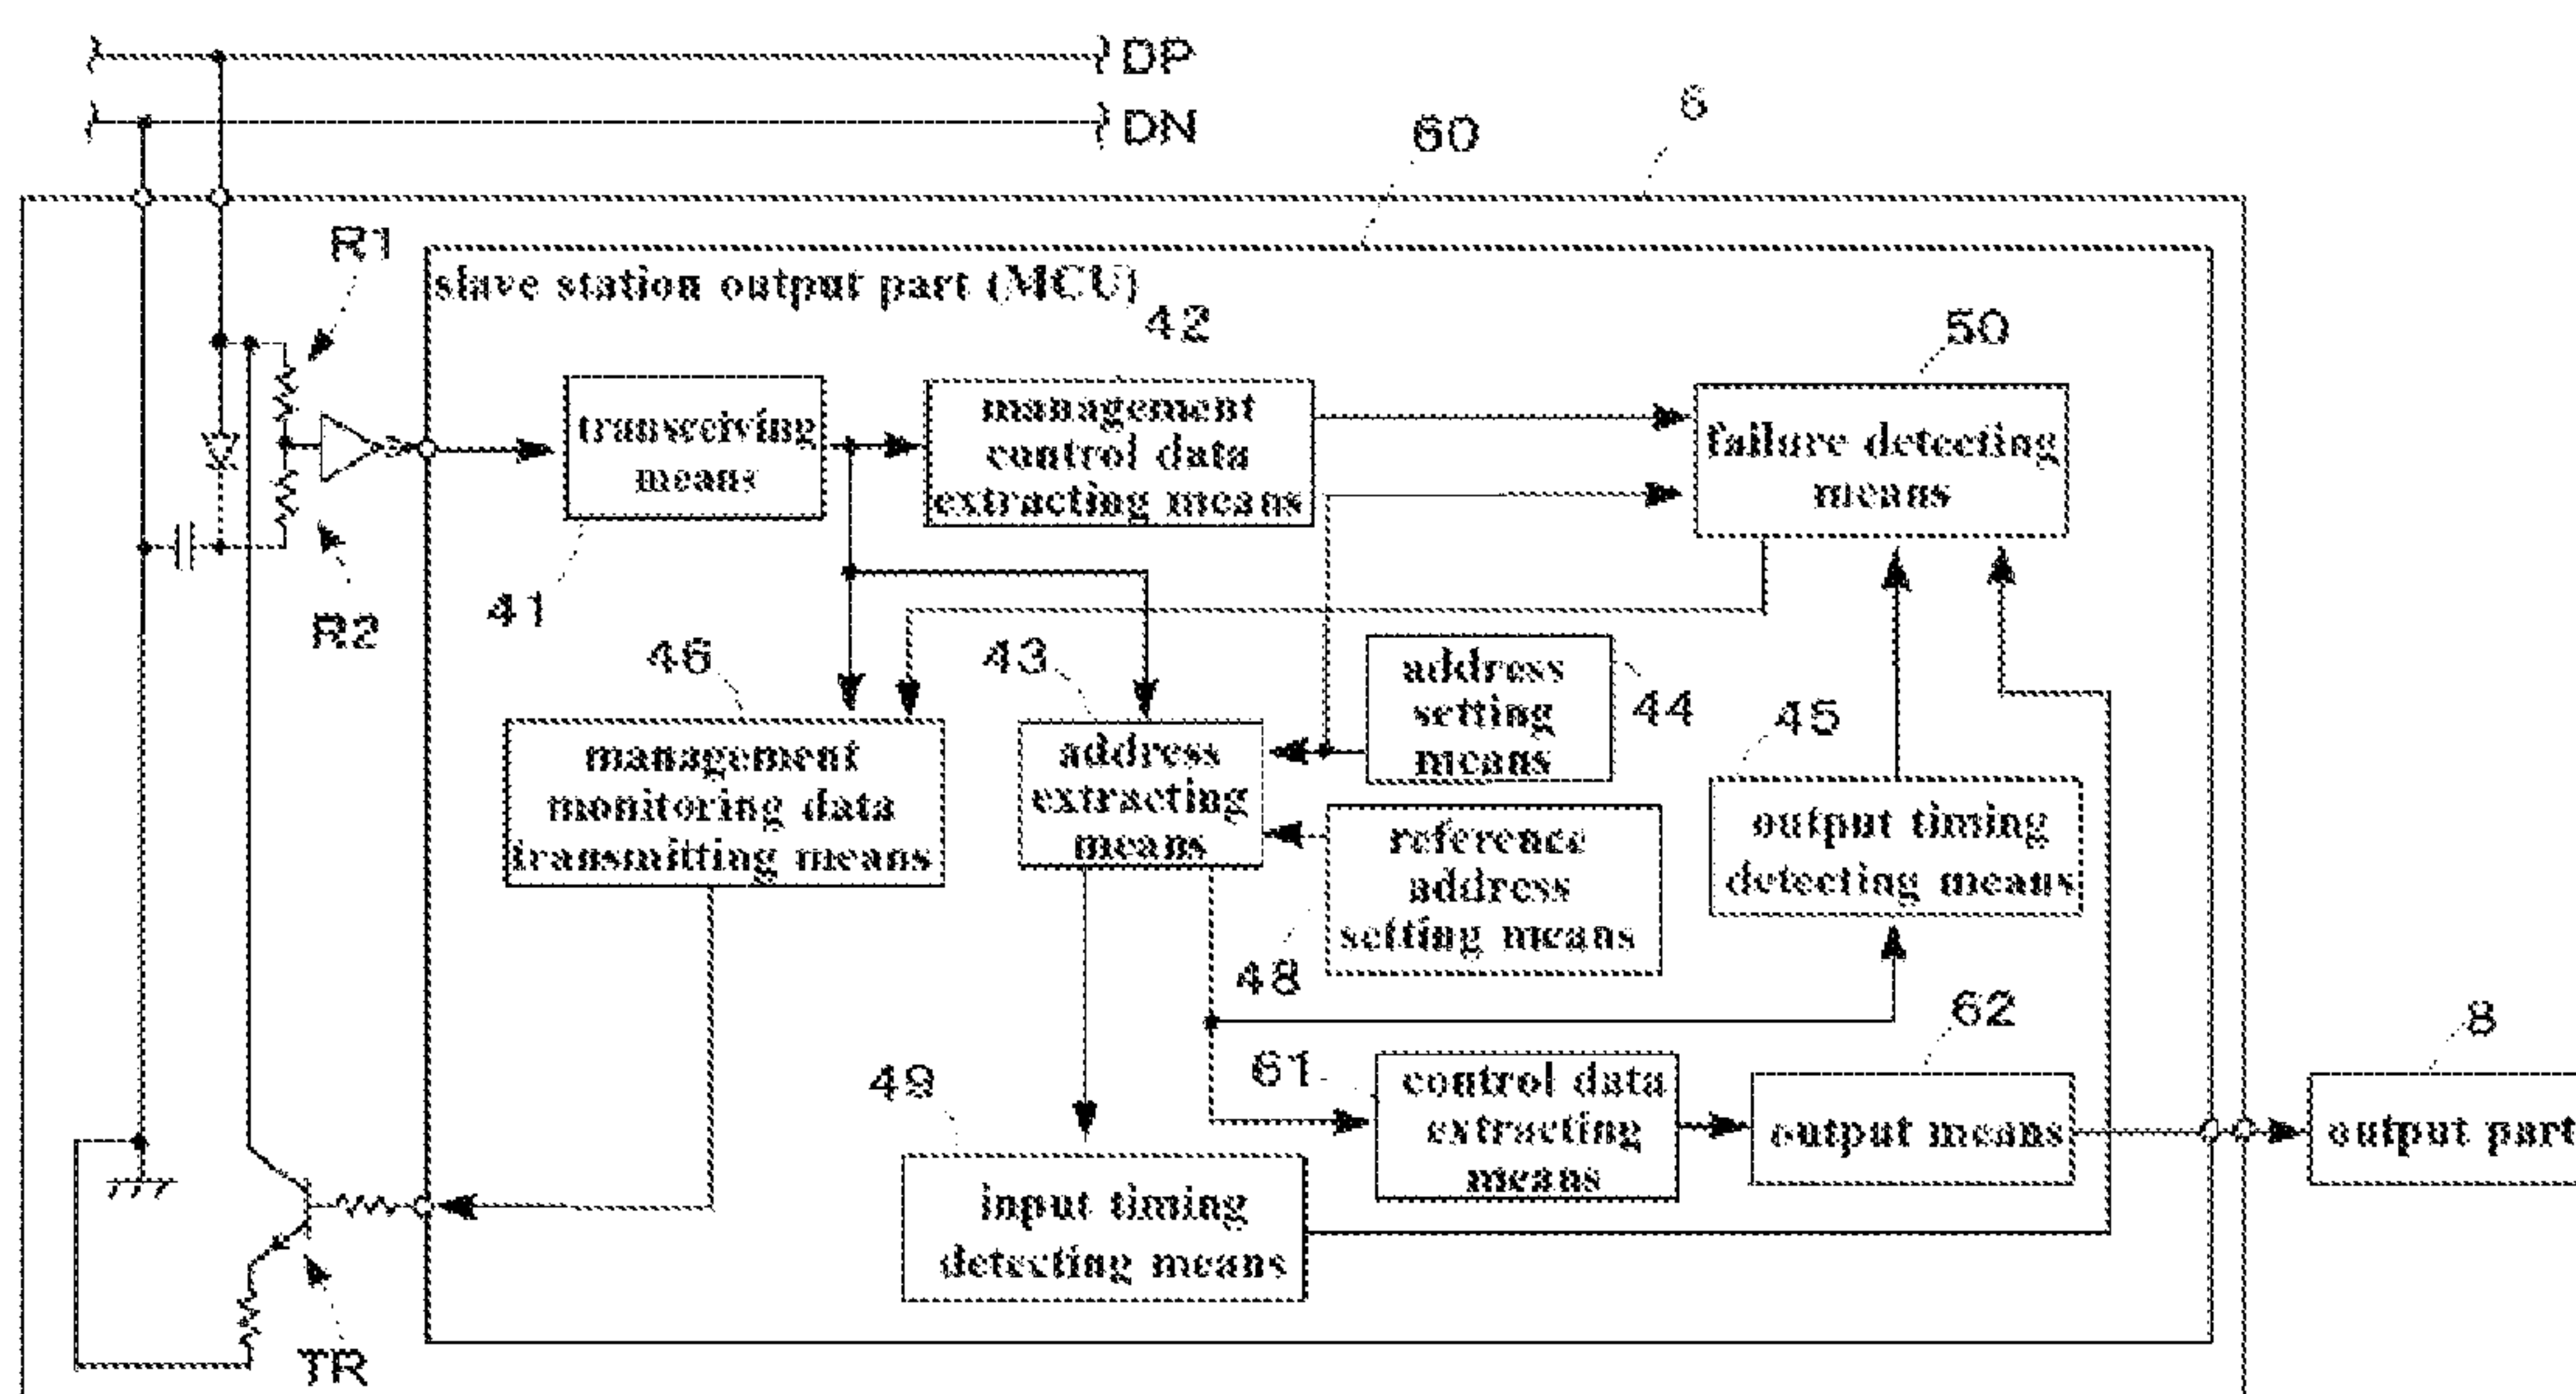 DP
DN
6
60
R1
slave station output part (MCU)
42
50
transceiving
means
management
control data
extracting means
failure detecting
means
41
R2
46
43
address
setting
means
44
45
management
monitoring data
transmitting means
address
extracting
means
reference
address
setting means
output timing
detecting means
48
62
8
49
61
control data
extracting
means
output means
output part
input timing
detecting means
TR